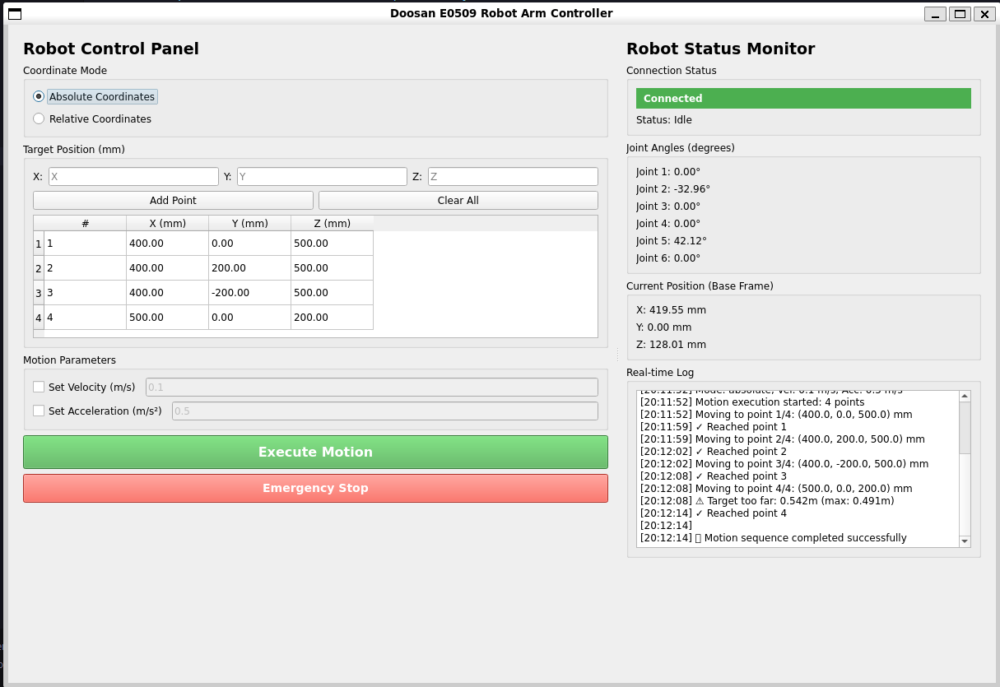 Doosan E0509 Robot Arm Controller
Robot Control Panel
Coordinate Mode
Absolute Coordinates
Relative Coordinates
Target Position (mm)
X: X Y: Y Z: Z
Add Point Clear All
# X (mm) Y (mm) Z (mm)
1 1 400.00 0.00 500.00
2 2 400.00 200.00 500.00
3 3 400.00 -200.00 500.00
4 4 500.00 0.00 200.00
Motion Parameters
Set Velocity (m/s) 0.1
Set Acceleration (m/s²) 0.5
Execute Motion
Emergency Stop
Robot Status Monitor
Connection Status
Connected
Status: Idle
Joint Angles (degrees)
Joint 1: 0.00°
Joint 2: -32.96°
Joint 3: 0.00°
Joint 4: 0.00°
Joint 5: 42.12°
Joint 6: 0.00°
Current Position (Base Frame)
X: 419.55 mm
Y: 0.00 mm
Z: 128.01 mm
Real-time Log
[20:11:52] Mode: absolute, Vel: 0.1 m/s, Acc: 0.5 m/s²
[20:11:52] Motion execution started: 4 points
[20:11:52] Moving to point 1/4: (400.0, 0.0, 500.0) mm
[20:11:59] ✓ Reached point 1
[20:11:59] Moving to point 2/4: (400.0, 200.0, 500.0) mm
[20:12:02] ✓ Reached point 2
[20:12:02] Moving to point 3/4: (400.0, -200.0, 500.0) mm
[20:12:08] ✓ Reached point 3
[20:12:08] Moving to point 4/4: (500.0, 0.0, 200.0) mm
[20:12:08] ⚠ Target too far: 0.542m (max: 0.491m)
[20:12:14] ✓ Reached point 4
[20:12:14]
[20:12:14] Motion sequence completed successfully